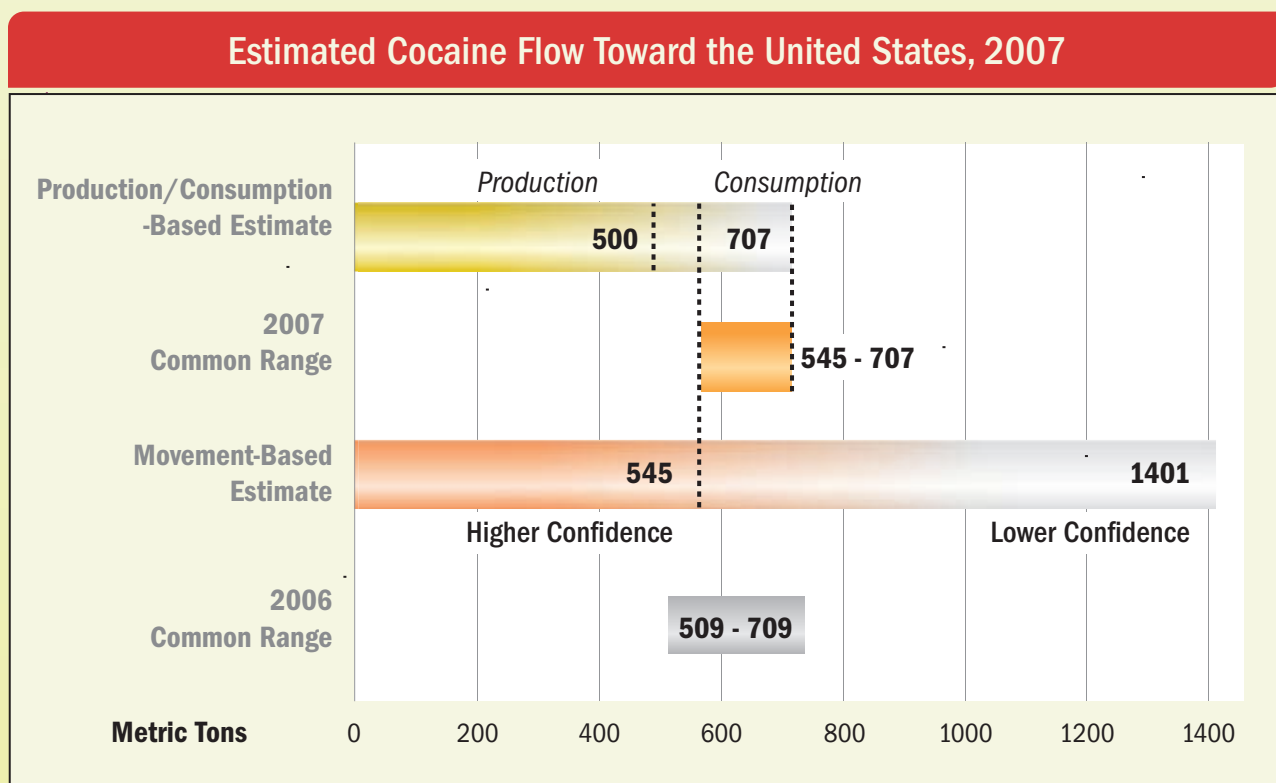 Estimated Cocaine Flow Toward the United States, 2007
Production/Consumption
-Based Estimate
Production
Consumption
500
707
2007
Common Range
545 - 707
Movement-Based
Estimate
545
1401
Higher Confidence
Lower Confidence
2006
Common Range
509 - 709
Metric Tons
0
200
400
600
800
1000
1200
1400